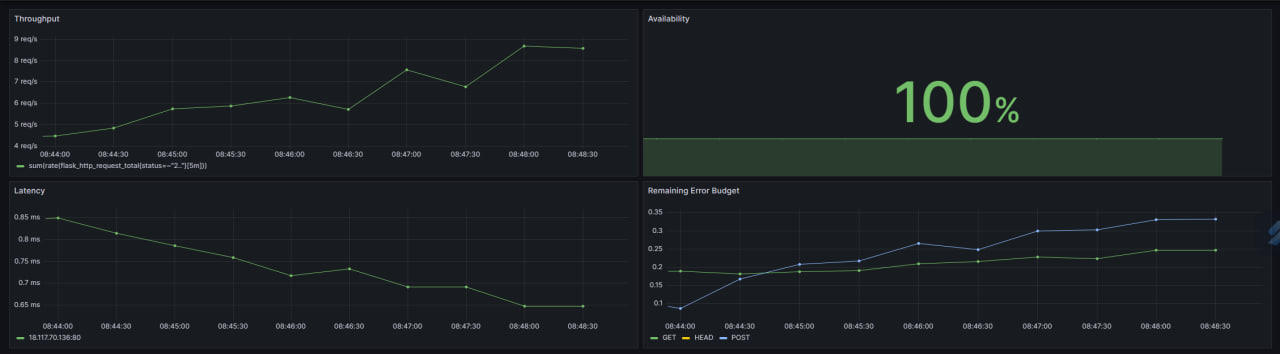 Throughput
9 req/s
8 req/s
7 req/s
6 req/s
5 req/s
4 req/s
08:44:00 08:44:30 08:45:00 08:45:30 08:46:00 08:46:30 08:47:00 08:47:30 08:48:00 08:48:30
sum(rate(flask_http_request_total{status=~"2.."}[5m]))
Availability
100%
Latency
0.85 ms
0.8 ms
0.75 ms
0.7 ms
0.65 ms
08:44:00 08:44:30 08:45:00 08:45:30 08:46:00 08:46:30 08:47:00 08:47:30 08:48:00 08:48:30
18.117.70.136:80
Remaining Error Budget
0.35
0.3
0.25
0.2
0.15
0.1
08:44:00 08:44:30 08:45:00 08:45:30 08:46:00 08:46:30 08:47:00 08:47:30 08:48:00 08:48:30
GET HEAD POST